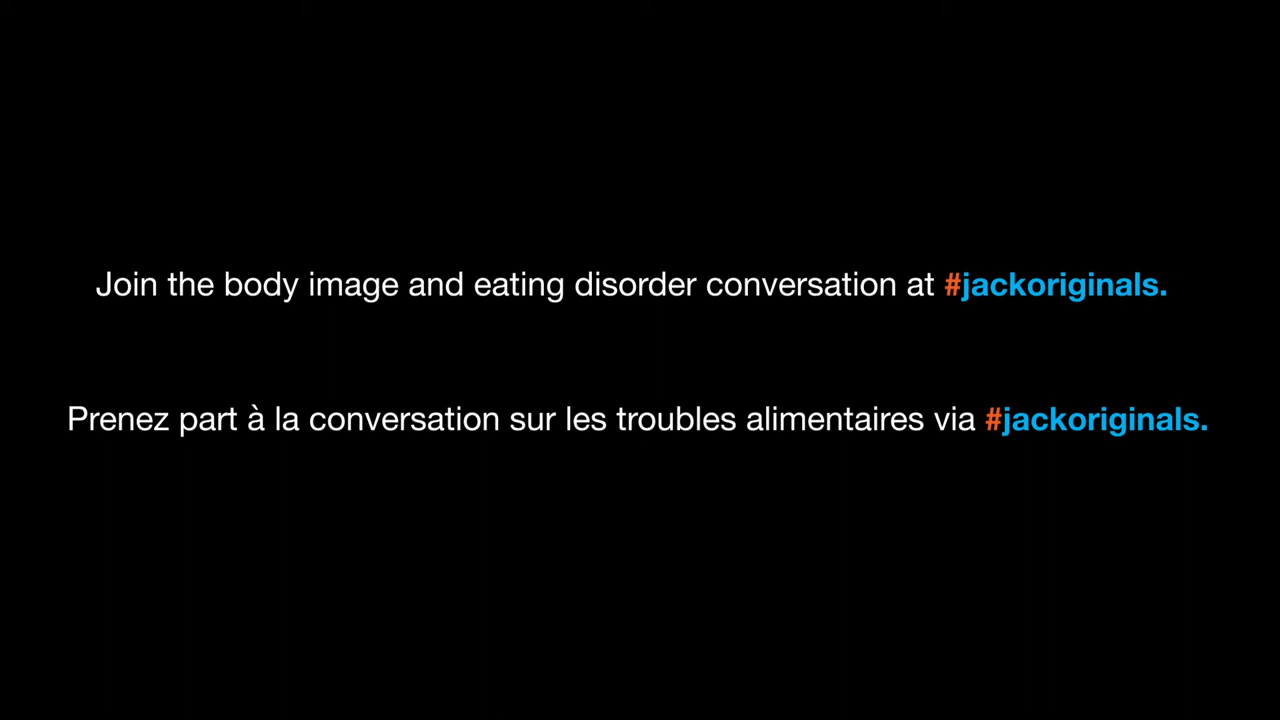 Join the body image and eating disorder conversation at #jackoriginals.
Prenez part à la conversation sur les troubles alimentaires via #jackoriginals.